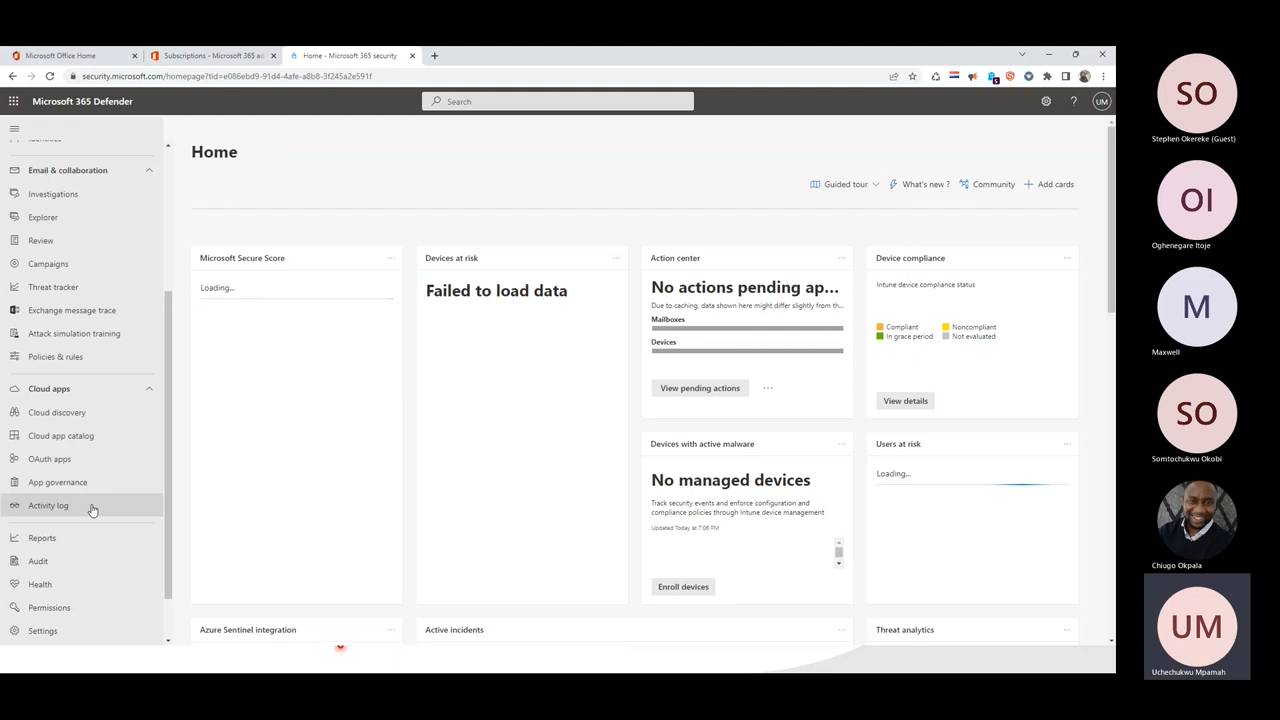 Microsoft Office Home
Subscriptions - Microsoft 365 ad
Home - Microsoft 365 security
security.microsoft.com/homepage?tid=e086ebd9-91d4-4afe-a8b8-3f245a2e591f
Microsoft 365 Defender
Search
UM
Email & collaboration
Investigations
Explorer
Review
Campaigns
Threat tracker
Exchange message trace
Attack simulation training
Policies & rules
Cloud apps
Cloud discovery
Cloud app catalog
OAuth apps
App governance
Activity log
Reports
Audit
Health
Permissions
Settings
Home
Guided tour
What's new ?
Community
Add cards
Microsoft Secure Score
Loading...
Devices at risk
Failed to load data
Action center
No actions pending ap...
Due to caching, data shown here might differ slightly from th...
Mailboxes
Devices
View pending actions
Device compliance
Intune device compliance status
Compliant
Noncompliant
In grace period
Not evaluated
View details
Devices with active malware
No managed devices
Track security events and enforce configuration and
compliance policies through Intune device management
Updated Today at 7:06 PM
Enroll devices
Users at risk
Loading...
Azure Sentinel integration
Active incidents
Threat analytics
SO
Stephen Okereke (Guest)
OI
Oghenegare Itoje
M
Maxwell
SO
Somtochukwu Okobi
Chiugo Okpala
UM
Uchechukwu Mpamah